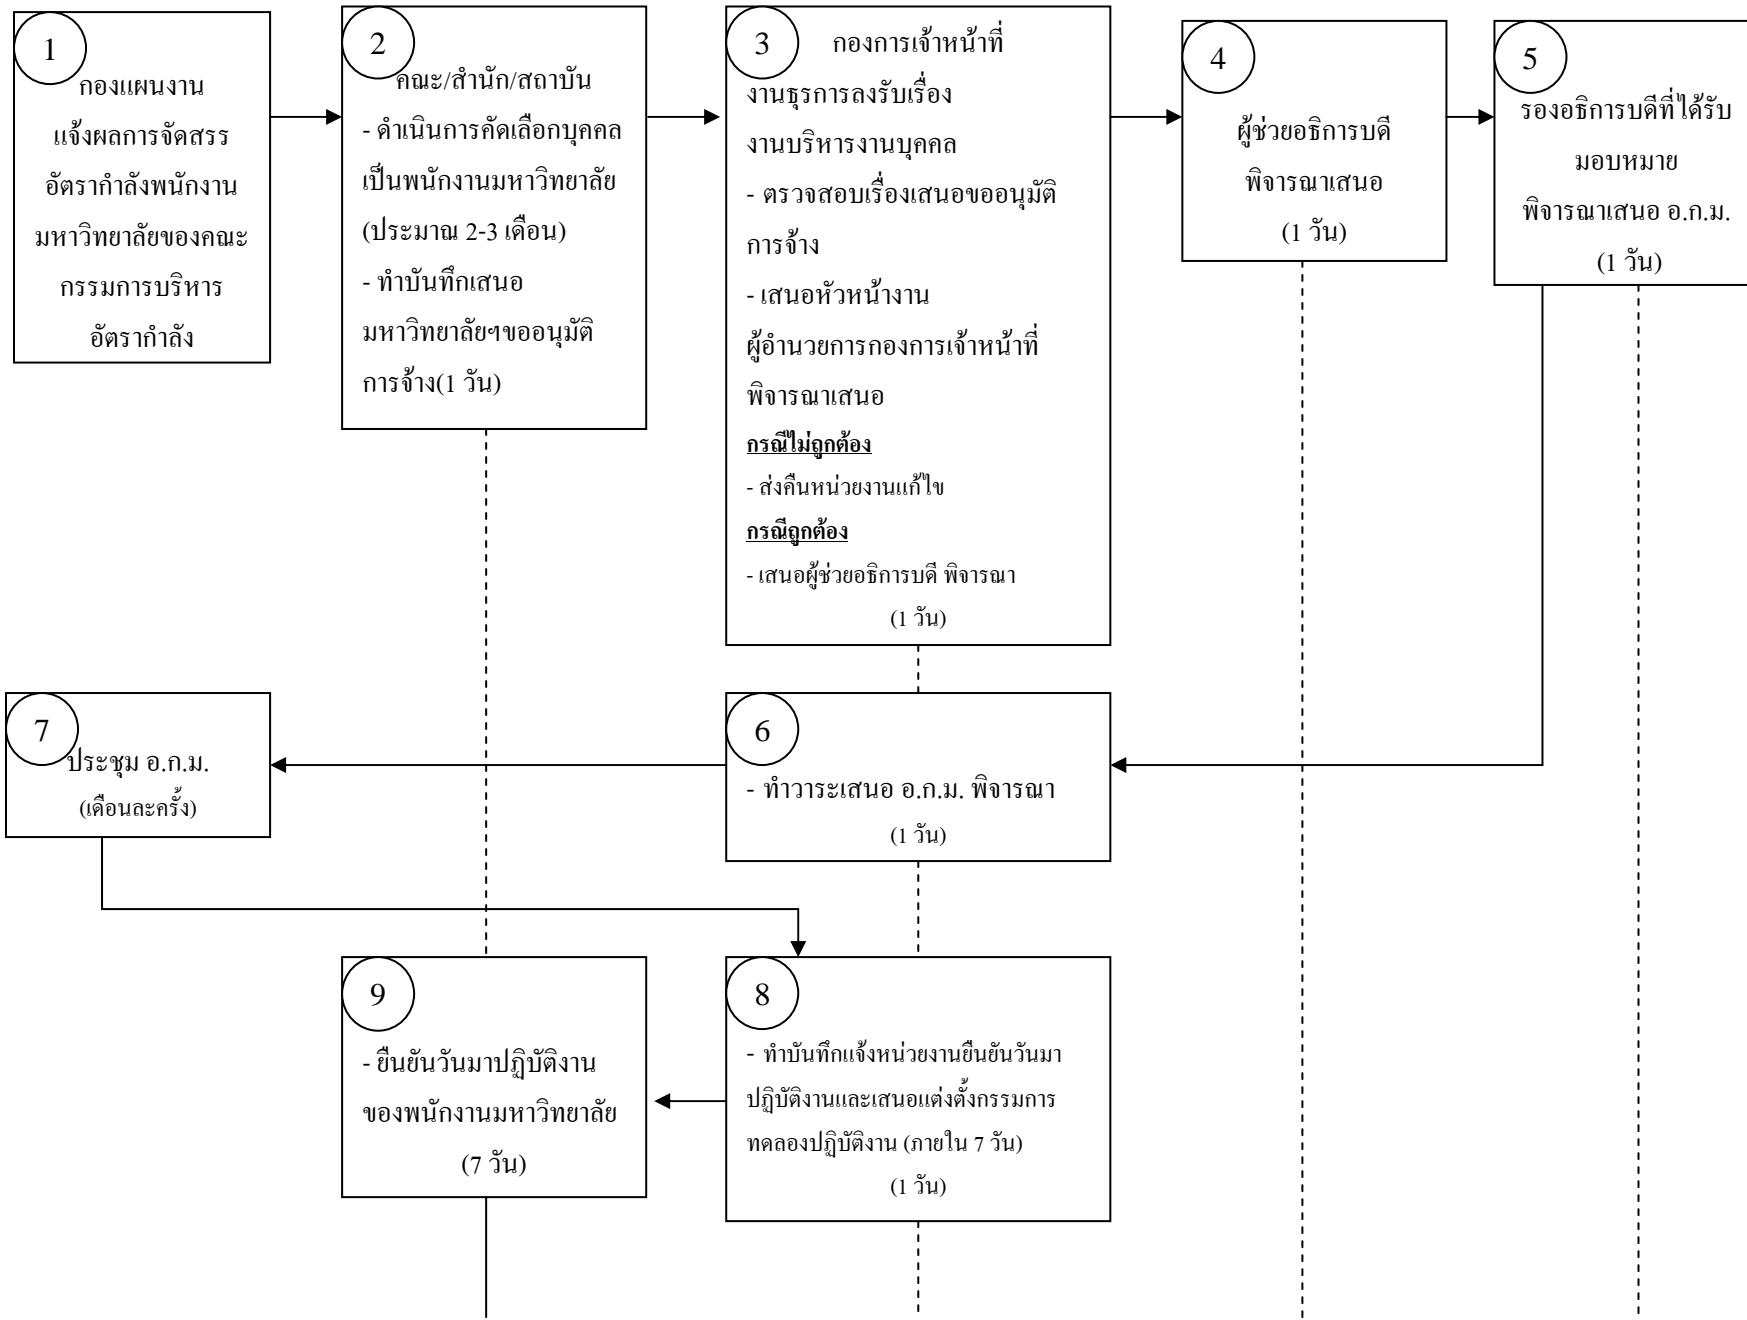 1
กองแผนงาน
แจ้งผลการจัดสรร
อัตรากำลังพนักงาน
มหาวิทยาลัยของคณะ
กรรมการบริหาร
อัตรากำลัง
2
คณะ/สำนัก/สถาบัน
- ดำเนินการคัดเลือกบุคคล
เป็นพนักงานมหาวิทยาลัย
(ประมาณ 2-3 เดือน)
- ทำบันทึกเสนอ
มหาวิทยาลัยฯขออนุมัติ
การจ้าง(1 วัน)
3
กองการเจ้าหน้าที่
งานธุรการลงรับเรื่อง
งานบริหารงานบุคคล
- ตรวจสอบเรื่องเสนอขออนุมัติ
การจ้าง
- เสนอหัวหน้างาน
ผู้อำนวยการกองการเจ้าหน้าที่
พิจารณาเสนอ
กรณีไม่ถูกต้อง
- ส่งคืนหน่วยงานแก้ไข
กรณีถูกต้อง
- เสนอผู้ช่วยอธิการบดี พิจารณา
(1 วัน)
4
ผู้ช่วยอธิการบดี
พิจารณาเสนอ
(1 วัน)
5
รองอธิการบดีที่ได้รับ
มอบหมาย
พิจารณาเสนอ อ.ก.ม.
(1 วัน)
6
- ทำวาระเสนอ อ.ก.ม. พิจารณา
(1 วัน)
7
ประชุม อ.ก.ม.
(เดือนละครั้ง)
8
- ทำบันทึกแจ้งหน่วยงานยืนยันวันมา
ปฏิบัติงานและเสนอแต่งตั้งกรรมการ
ทดลองปฏิบัติงาน (ภายใน 7 วัน)
(1 วัน)
9
- ยืนยันวันมาปฏิบัติงาน
ของพนักงานมหาวิทยาลัย
(7 วัน)